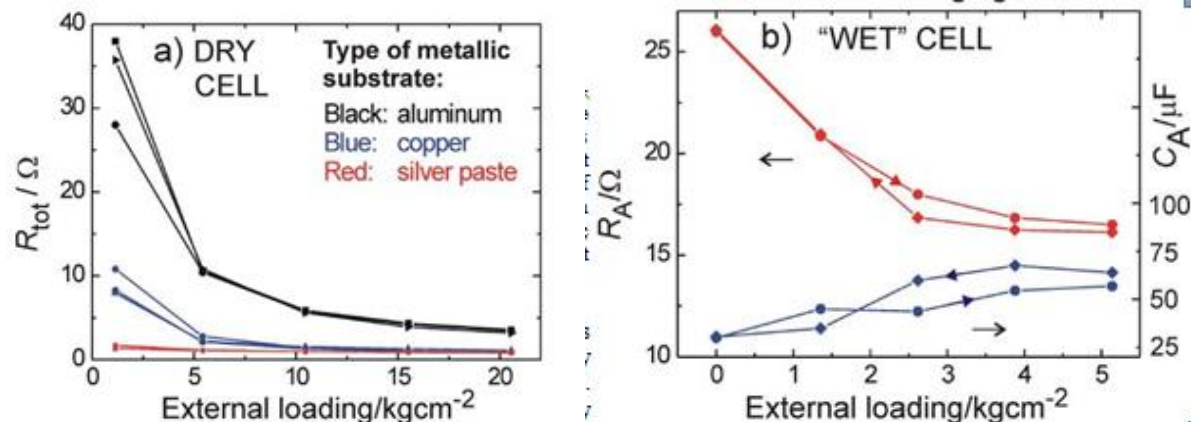 40
30
20
10
0
R_tot / Ω
a) DRY
CELL
Type of metallic
substrate:
Black: aluminum
Blue: copper
Red: silver paste
0 5 10 15 20
External loading/kgcm⁻²
25
20
15
10
R_A/Ω
b) “WET” CELL
C_A/μF
100
75
50
25
0 1 2 3 4 5
External loading/kgcm⁻²